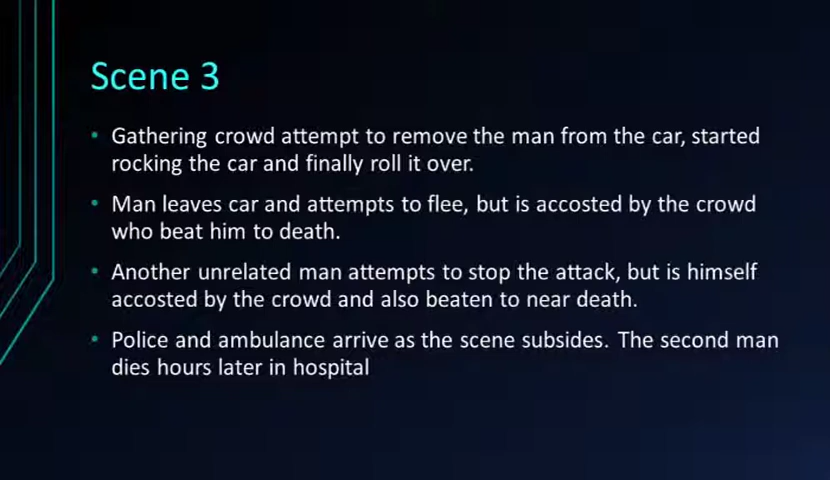 Scene 3
• Gathering crowd attempt to remove the man from the car, started
rocking the car and finally roll it over.
• Man leaves car and attempts to flee, but is accosted by the crowd
who beat him to death.
• Another unrelated man attempts to stop the attack, but is himself
accosted by the crowd and also beaten to near death.
• Police and ambulance arrive as the scene subsides. The second man
dies hours later in hospital